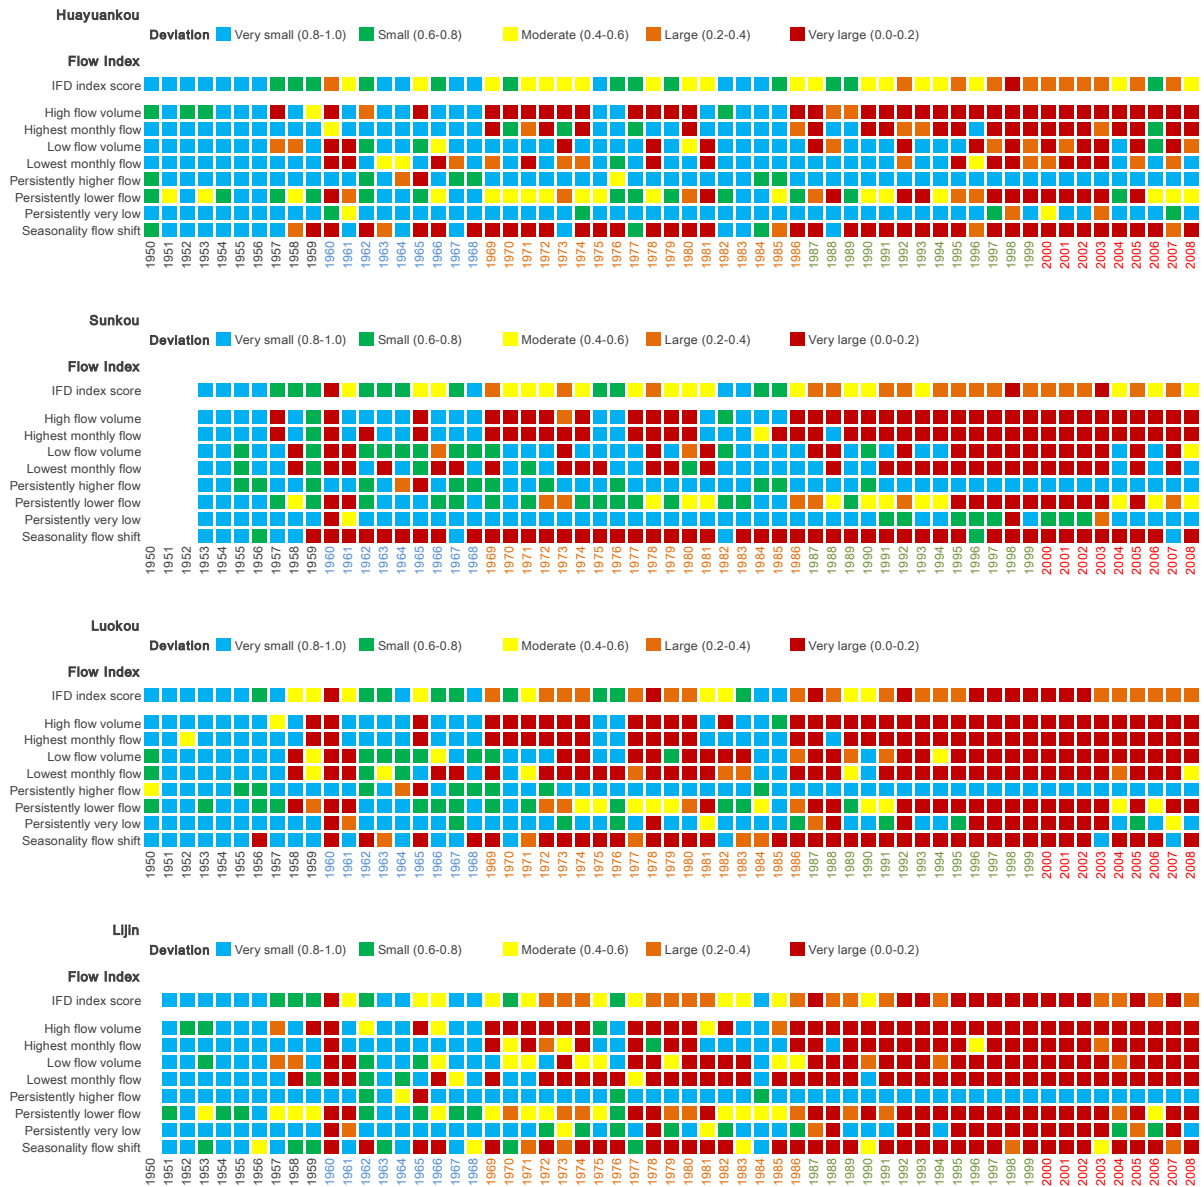 Huayuankou
Deviation Very small (0.8-1.0) Small (0.6-0.8) Moderate (0.4-0.6) Large (0.2-0.4) Very large (0.0-0.2)
Flow Index
IFD index score
High flow volume
Highest monthly flow
Low flow volume
Lowest monthly flow
Persistently higher flow
Persistently lower flow
Persistently very low
Seasonality flow shift
1950 1951 1952 1953 1954 1955 1956 1957 1958 1959 1960 1961 1962 1963 1964 1965 1966 1967 1968 1969 1970 1971 1972 1973 1974 1975 1976 1977 1978 1979 1980 1981 1982 1983 1984 1985 1986 1987 1988 1989 1990 1991 1992 1993 1994 1995 1996 1997 1998 1999 2000 2001 2002 2003 2004 2005 2006 2007 2008
Sunkou
Deviation Very small (0.8-1.0) Small (0.6-0.8) Moderate (0.4-0.6) Large (0.2-0.4) Very large (0.0-0.2)
Flow Index
IFD index score
High flow volume
Highest monthly flow
Low flow volume
Lowest monthly flow
Persistently higher flow
Persistently lower flow
Persistently very low
Seasonality flow shift
1950 1951 1952 1953 1954 1955 1956 1957 1958 1959 1960 1961 1962 1963 1964 1965 1966 1967 1968 1969 1970 1971 1972 1973 1974 1975 1976 1977 1978 1979 1980 1981 1982 1983 1984 1985 1986 1987 1988 1989 1990 1991 1992 1993 1994 1995 1996 1997 1998 1999 2000 2001 2002 2003 2004 2005 2006 2007 2008
Luokou
Deviation Very small (0.8-1.0) Small (0.6-0.8) Moderate (0.4-0.6) Large (0.2-0.4) Very large (0.0-0.2)
Flow Index
IFD index score
High flow volume
Highest monthly flow
Low flow volume
Lowest monthly flow
Persistently higher flow
Persistently lower flow
Persistently very low
Seasonality flow shift
1950 1951 1952 1953 1954 1955 1956 1957 1958 1959 1960 1961 1962 1963 1964 1965 1966 1967 1968 1969 1970 1971 1972 1973 1974 1975 1976 1977 1978 1979 1980 1981 1982 1983 1984 1985 1986 1987 1988 1989 1990 1991 1992 1993 1994 1995 1996 1997 1998 1999 2000 2001 2002 2003 2004 2005 2006 2007 2008
Lijin
Deviation Very small (0.8-1.0) Small (0.6-0.8) Moderate (0.4-0.6) Large (0.2-0.4) Very large (0.0-0.2)
Flow Index
IFD index score
High flow volume
Highest monthly flow
Low flow volume
Lowest monthly flow
Persistently higher flow
Persistently lower flow
Persistently very low
Seasonality flow shift
1950 1951 1952 1953 1954 1955 1956 1957 1958 1959 1960 1961 1962 1963 1964 1965 1966 1967 1968 1969 1970 1971 1972 1973 1974 1975 1976 1977 1978 1979 1980 1981 1982 1983 1984 1985 1986 1987 1988 1989 1990 1991 1992 1993 1994 1995 1996 1997 1998 1999 2000 2001 2002 2003 2004 2005 2006 2007 2008